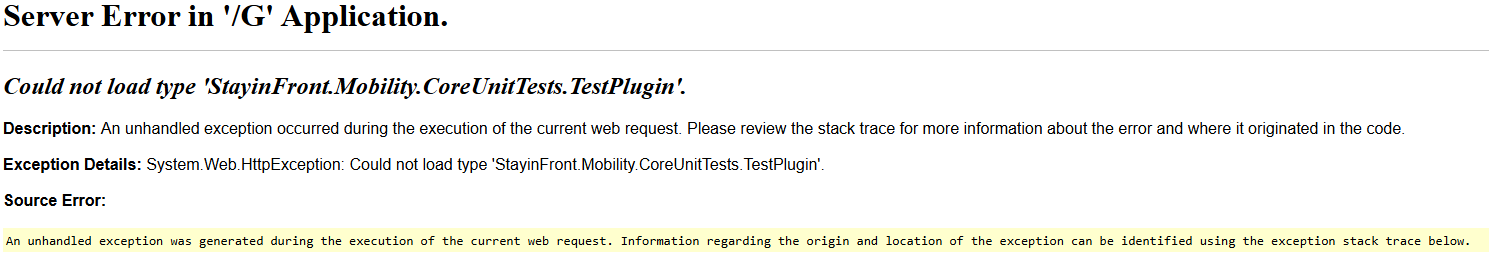 Server Error in '/G' Application.
Could not load type 'StayinFront.Mobility.CoreUnitTests.TestPlugin'.
Description: An unhandled exception occurred during the execution of the current web request. Please review the stack trace for more information about the error and where it originated in the code.
Exception Details: System.Web.HttpException: Could not load type 'StayinFront.Mobility.CoreUnitTests.TestPlugin'.
Source Error:
An unhandled exception was generated during the execution of the current web request. Information regarding the origin and location of the exception can be identified using the exception stack trace below.